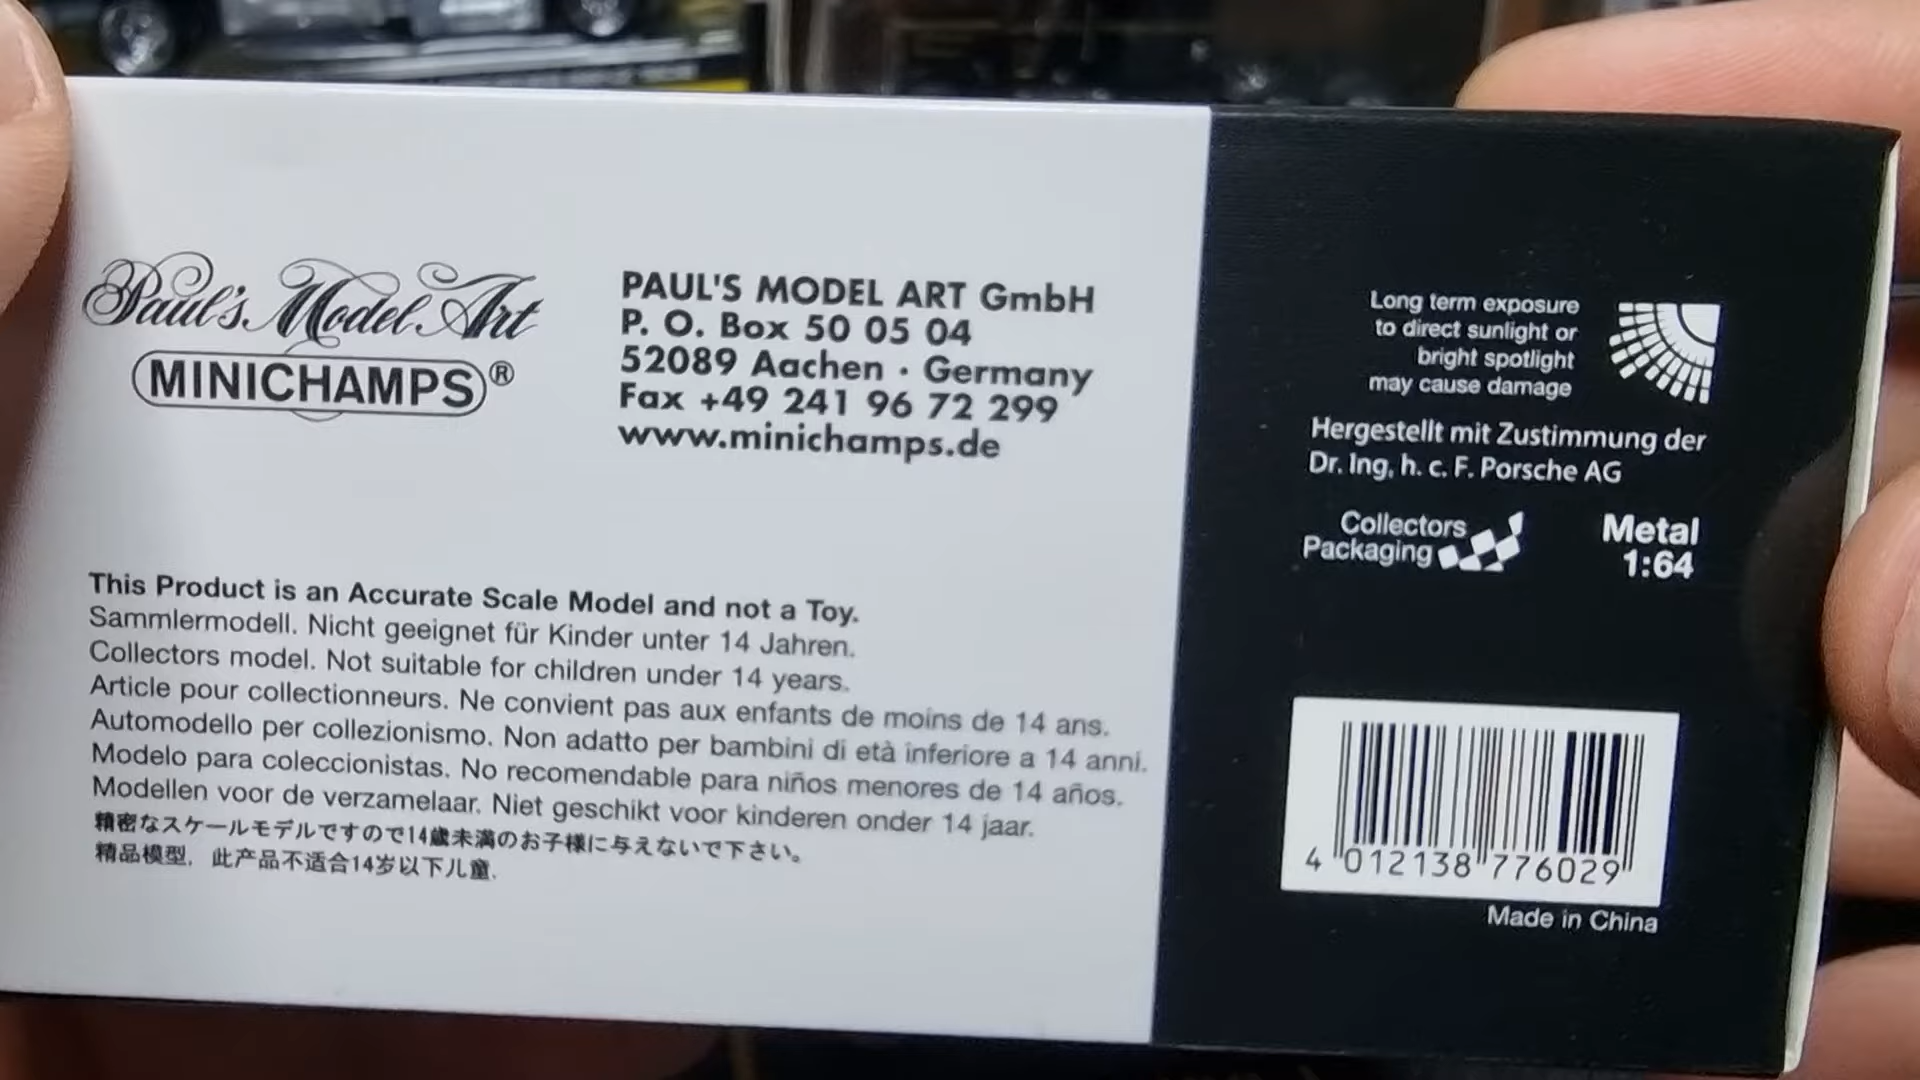 Paul's Model Art
MINICHAMPS®
PAUL'S MODEL ART GmbH
P. O. Box 50 05 04
52089 Aachen · Germany
Fax +49 241 96 72 299
www.minichamps.de
This Product is an Accurate Scale Model and not a Toy.
Sammlermodell. Nicht geeignet für Kinder unter 14 Jahren.
Collectors model. Not suitable for children under 14 years.
Article pour collectionneurs. Ne convient pas aux enfants de moins de 14 ans.
Automodello per collezionismo. Non adatto per bambini di età inferiore a 14 anni.
Modelo para coleccionistas. No recomendable para niños menores de 14 años.
Modellen voor de verzamelaar. Niet geschikt voor kinderen onder 14 jaar.
精密なスケールモデルですので14歳未満のお子様に与えないで下さい。
精品模型, 此产品不适合14岁以下儿童.
Long term exposure
to direct sunlight or
bright spotlight
may cause damage
Hergestellt mit Zustimmung der
Dr. Ing. h. c. F. Porsche AG
Collectors
Packaging
Metal
1:64
4 012138 776029
Made in China